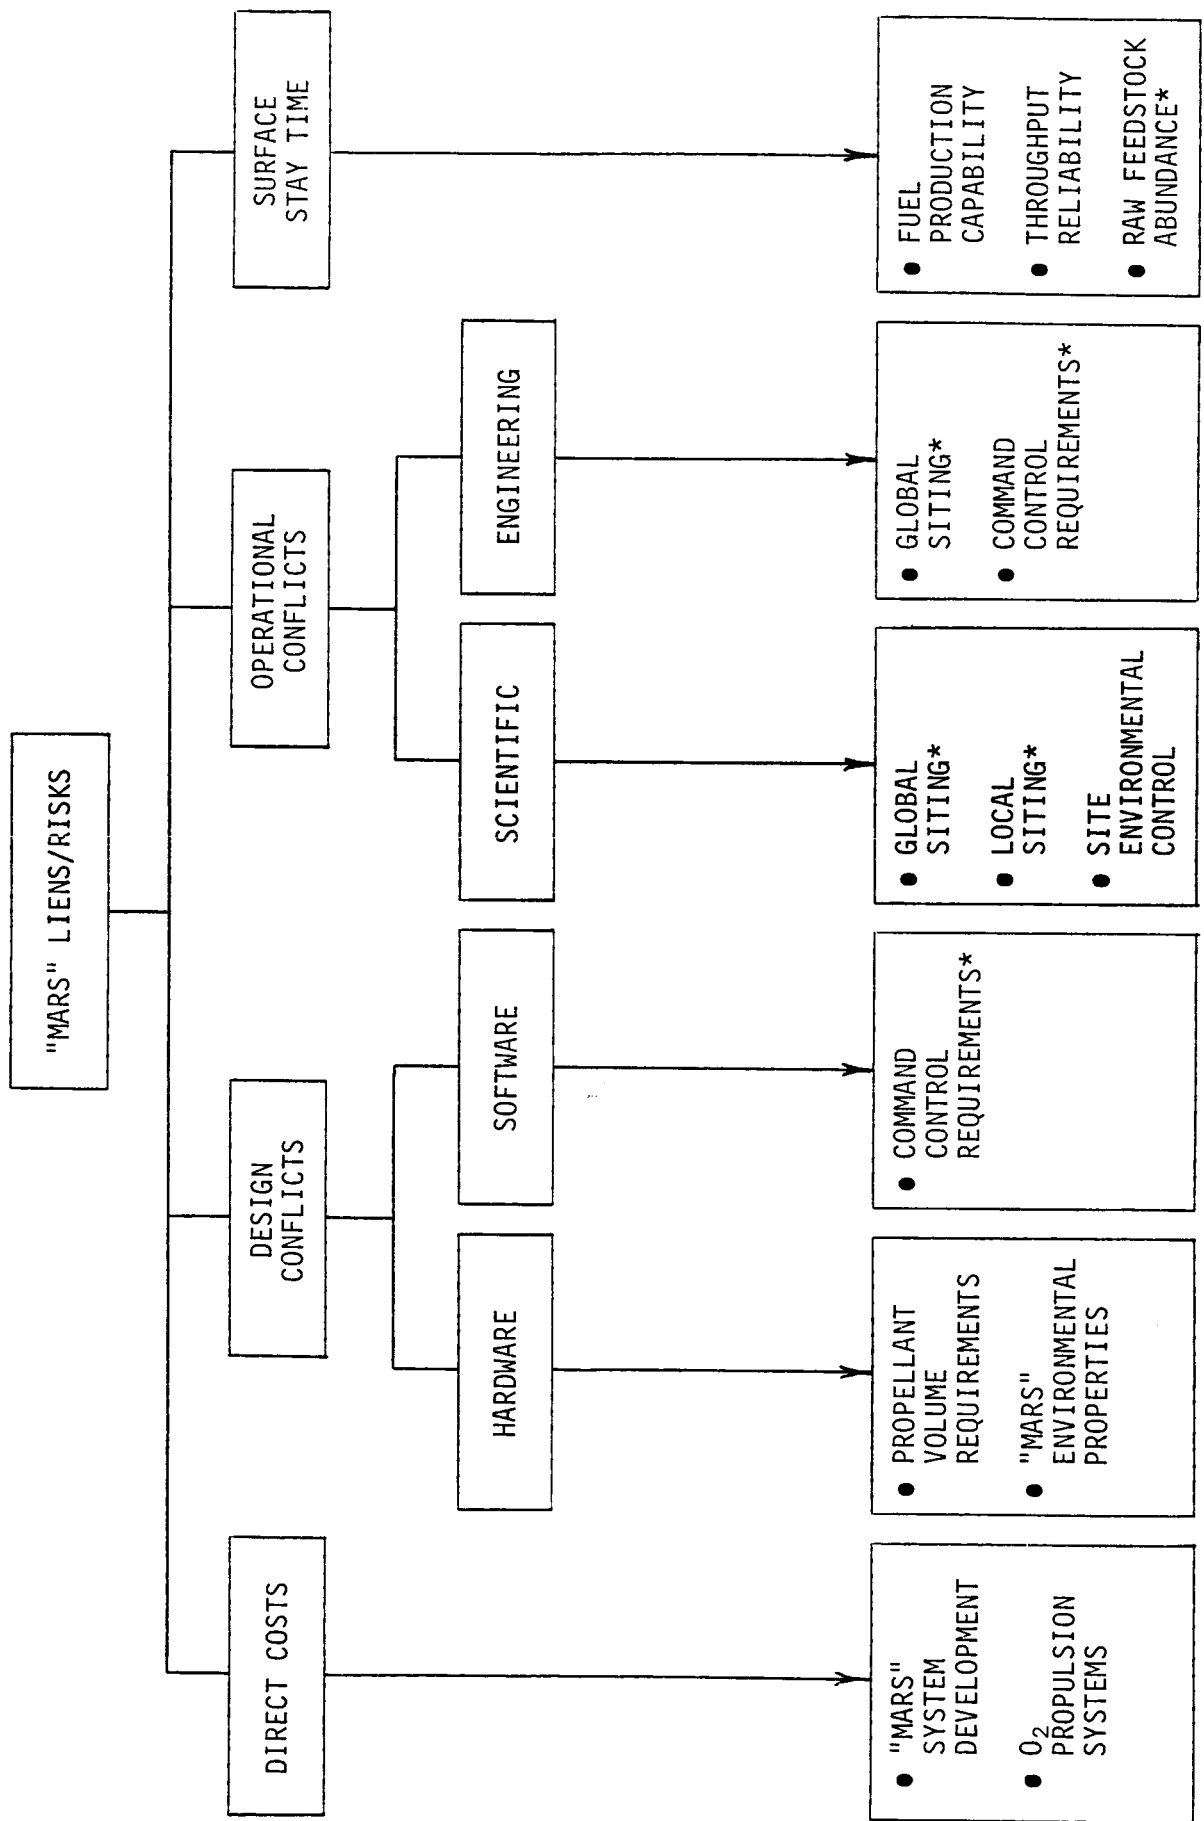 "MARS" LIENS/RISKS
DIRECT COSTS
DESIGN
CONFLICTS
OPERATIONAL
CONFLICTS
SURFACE
STAY TIME
HARDWARE
SOFTWARE
SCIENTIFIC
ENGINEERING
● "MARS"
SYSTEM
DEVELOPMENT
● O₂
PROPULSION
SYSTEMS
● PROPELLANT
VOLUME
REQUIREMENTS
● "MARS"
ENVIRONMENTAL
PROPERTIES
● COMMAND
CONTROL
REQUIREMENTS*
● GLOBAL
SITING*
● LOCAL
SITING*
● SITE
ENVIRONMENTAL
CONTROL
● GLOBAL
SITING*
● COMMAND
CONTROL
REQUIREMENTS*
● FUEL
PRODUCTION
CAPABILITY
● THROUGHPUT
RELIABILITY
● RAW FEEDSTOCK
ABUNDANCE*